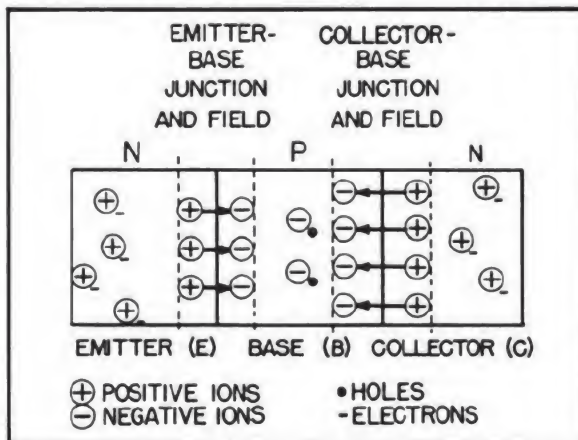 EMITTER-
BASE
JUNCTION
AND FIELD
COLLECTOR-
BASE
JUNCTION
AND FIELD
N
P
N
EMITTER (E)
BASE (B)
COLLECTOR (C)
⊕ POSITIVE IONS
⊖ NEGATIVE IONS
• HOLES
- ELECTRONS